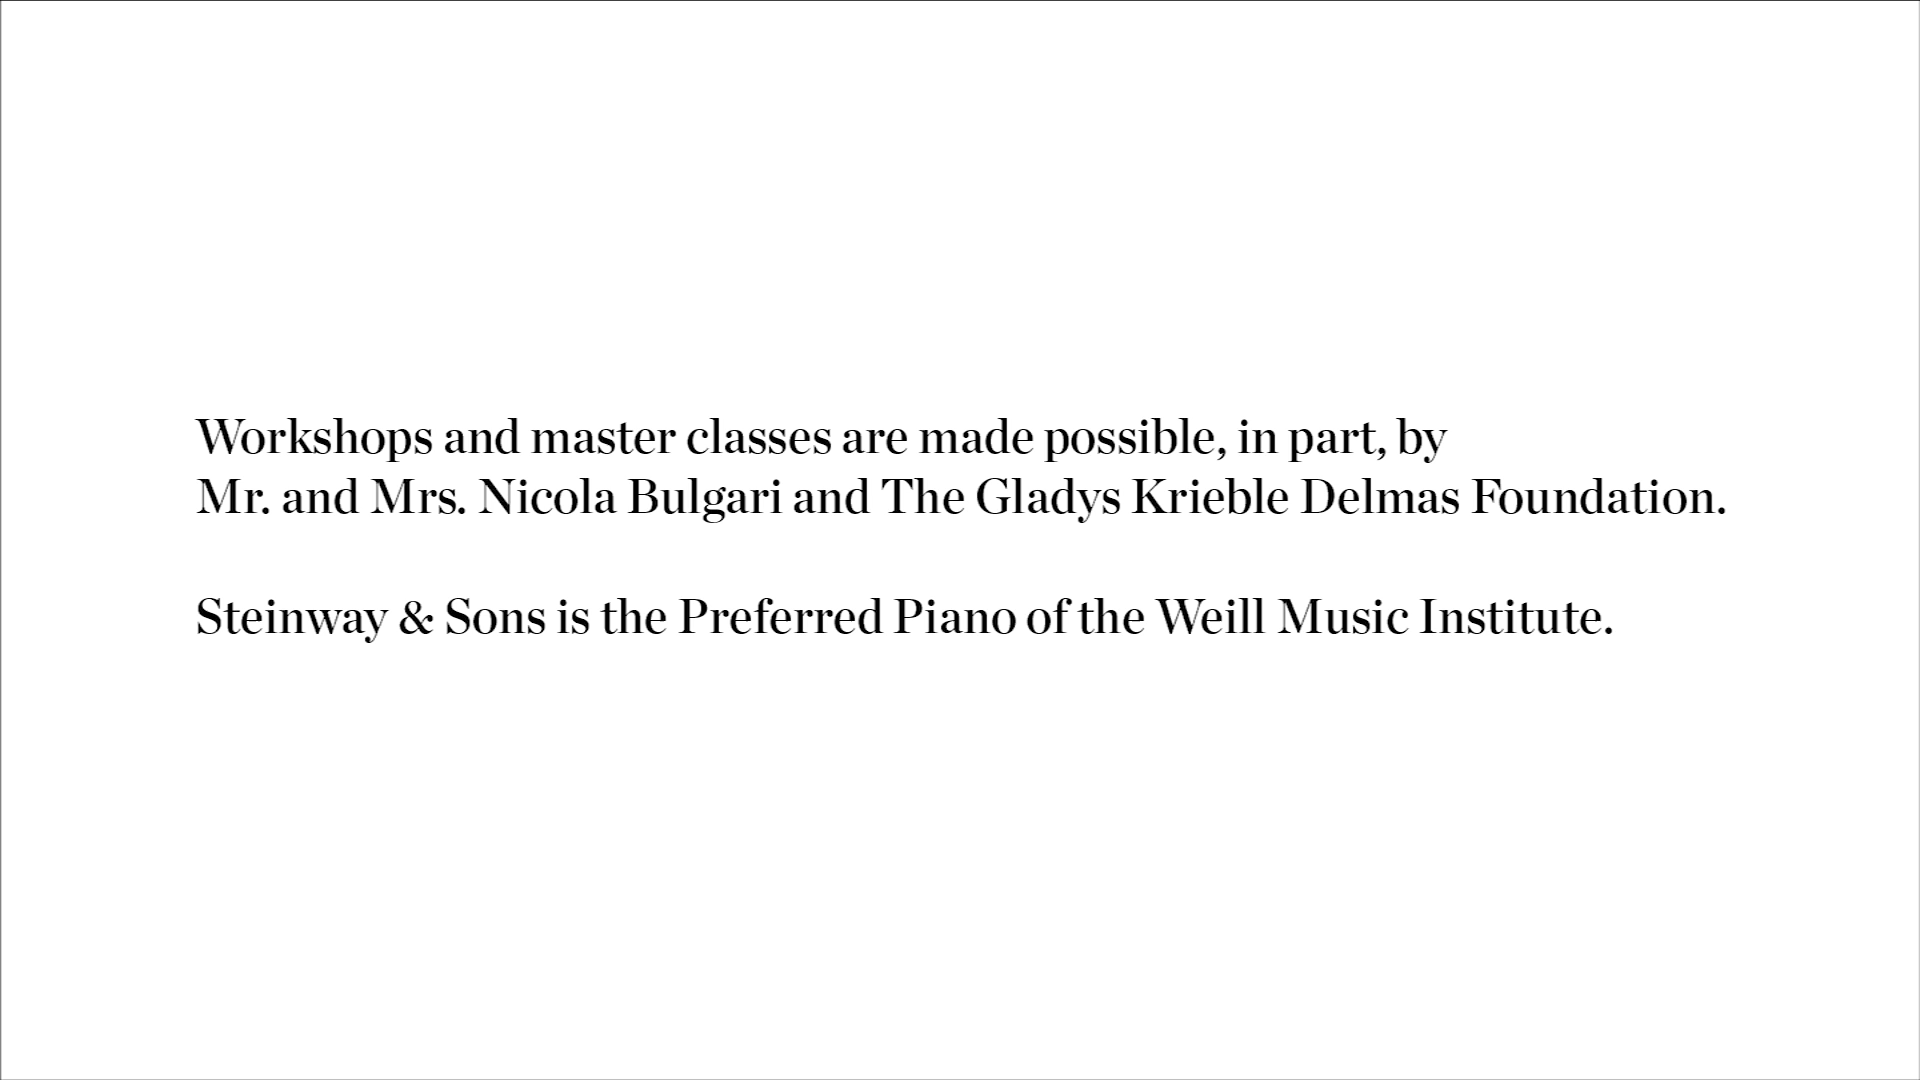 Workshops and master classes are made possible, in part, by
Mr. and Mrs. Nicola Bulgari and The Gladys Krieble Delmas Foundation.
Steinway & Sons is the Preferred Piano of the Weill Music Institute.